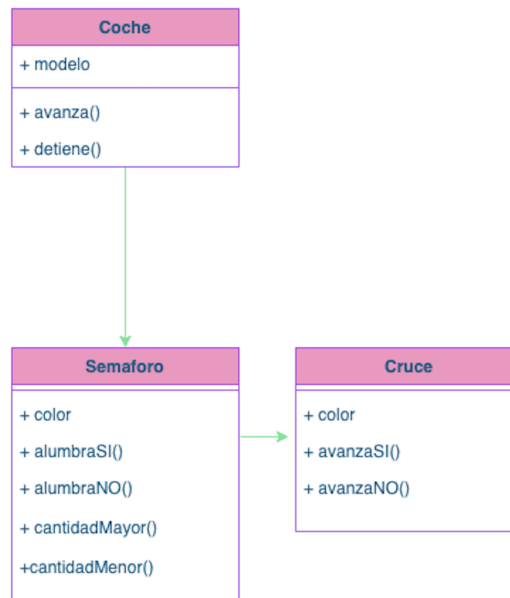 Coche
+ modelo
+ avanza()
+ detiene()
Semaforo
+ color
+ alumbraSI()
+ alumbraNO()
+ cantidadMayor()
+cantidadMenor()
Cruce
+ color
+ avanzaSI()
+ avanzaNO()